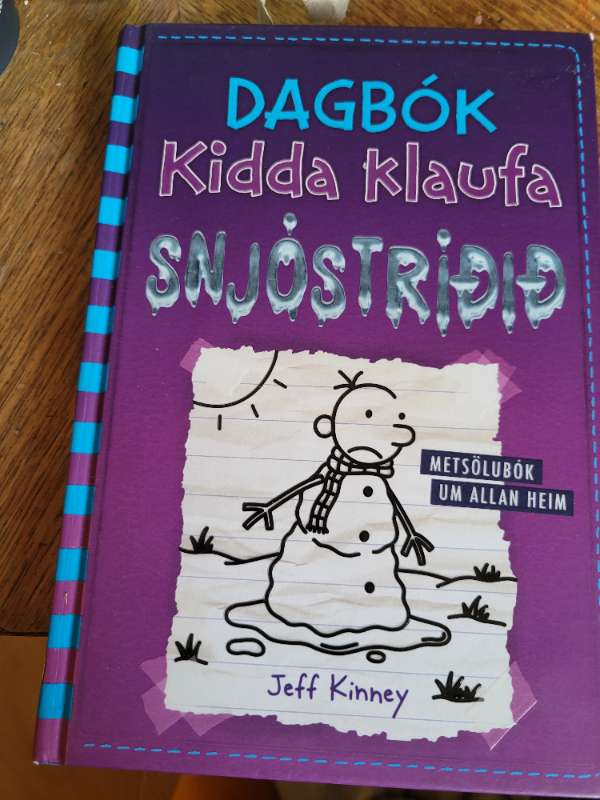 DAGBÓK
Kidda klaufa
SNJÓSTRÍÐIÐ
METSÖLUBÓK
UM ALLAN HEIM
Jeff Kinney